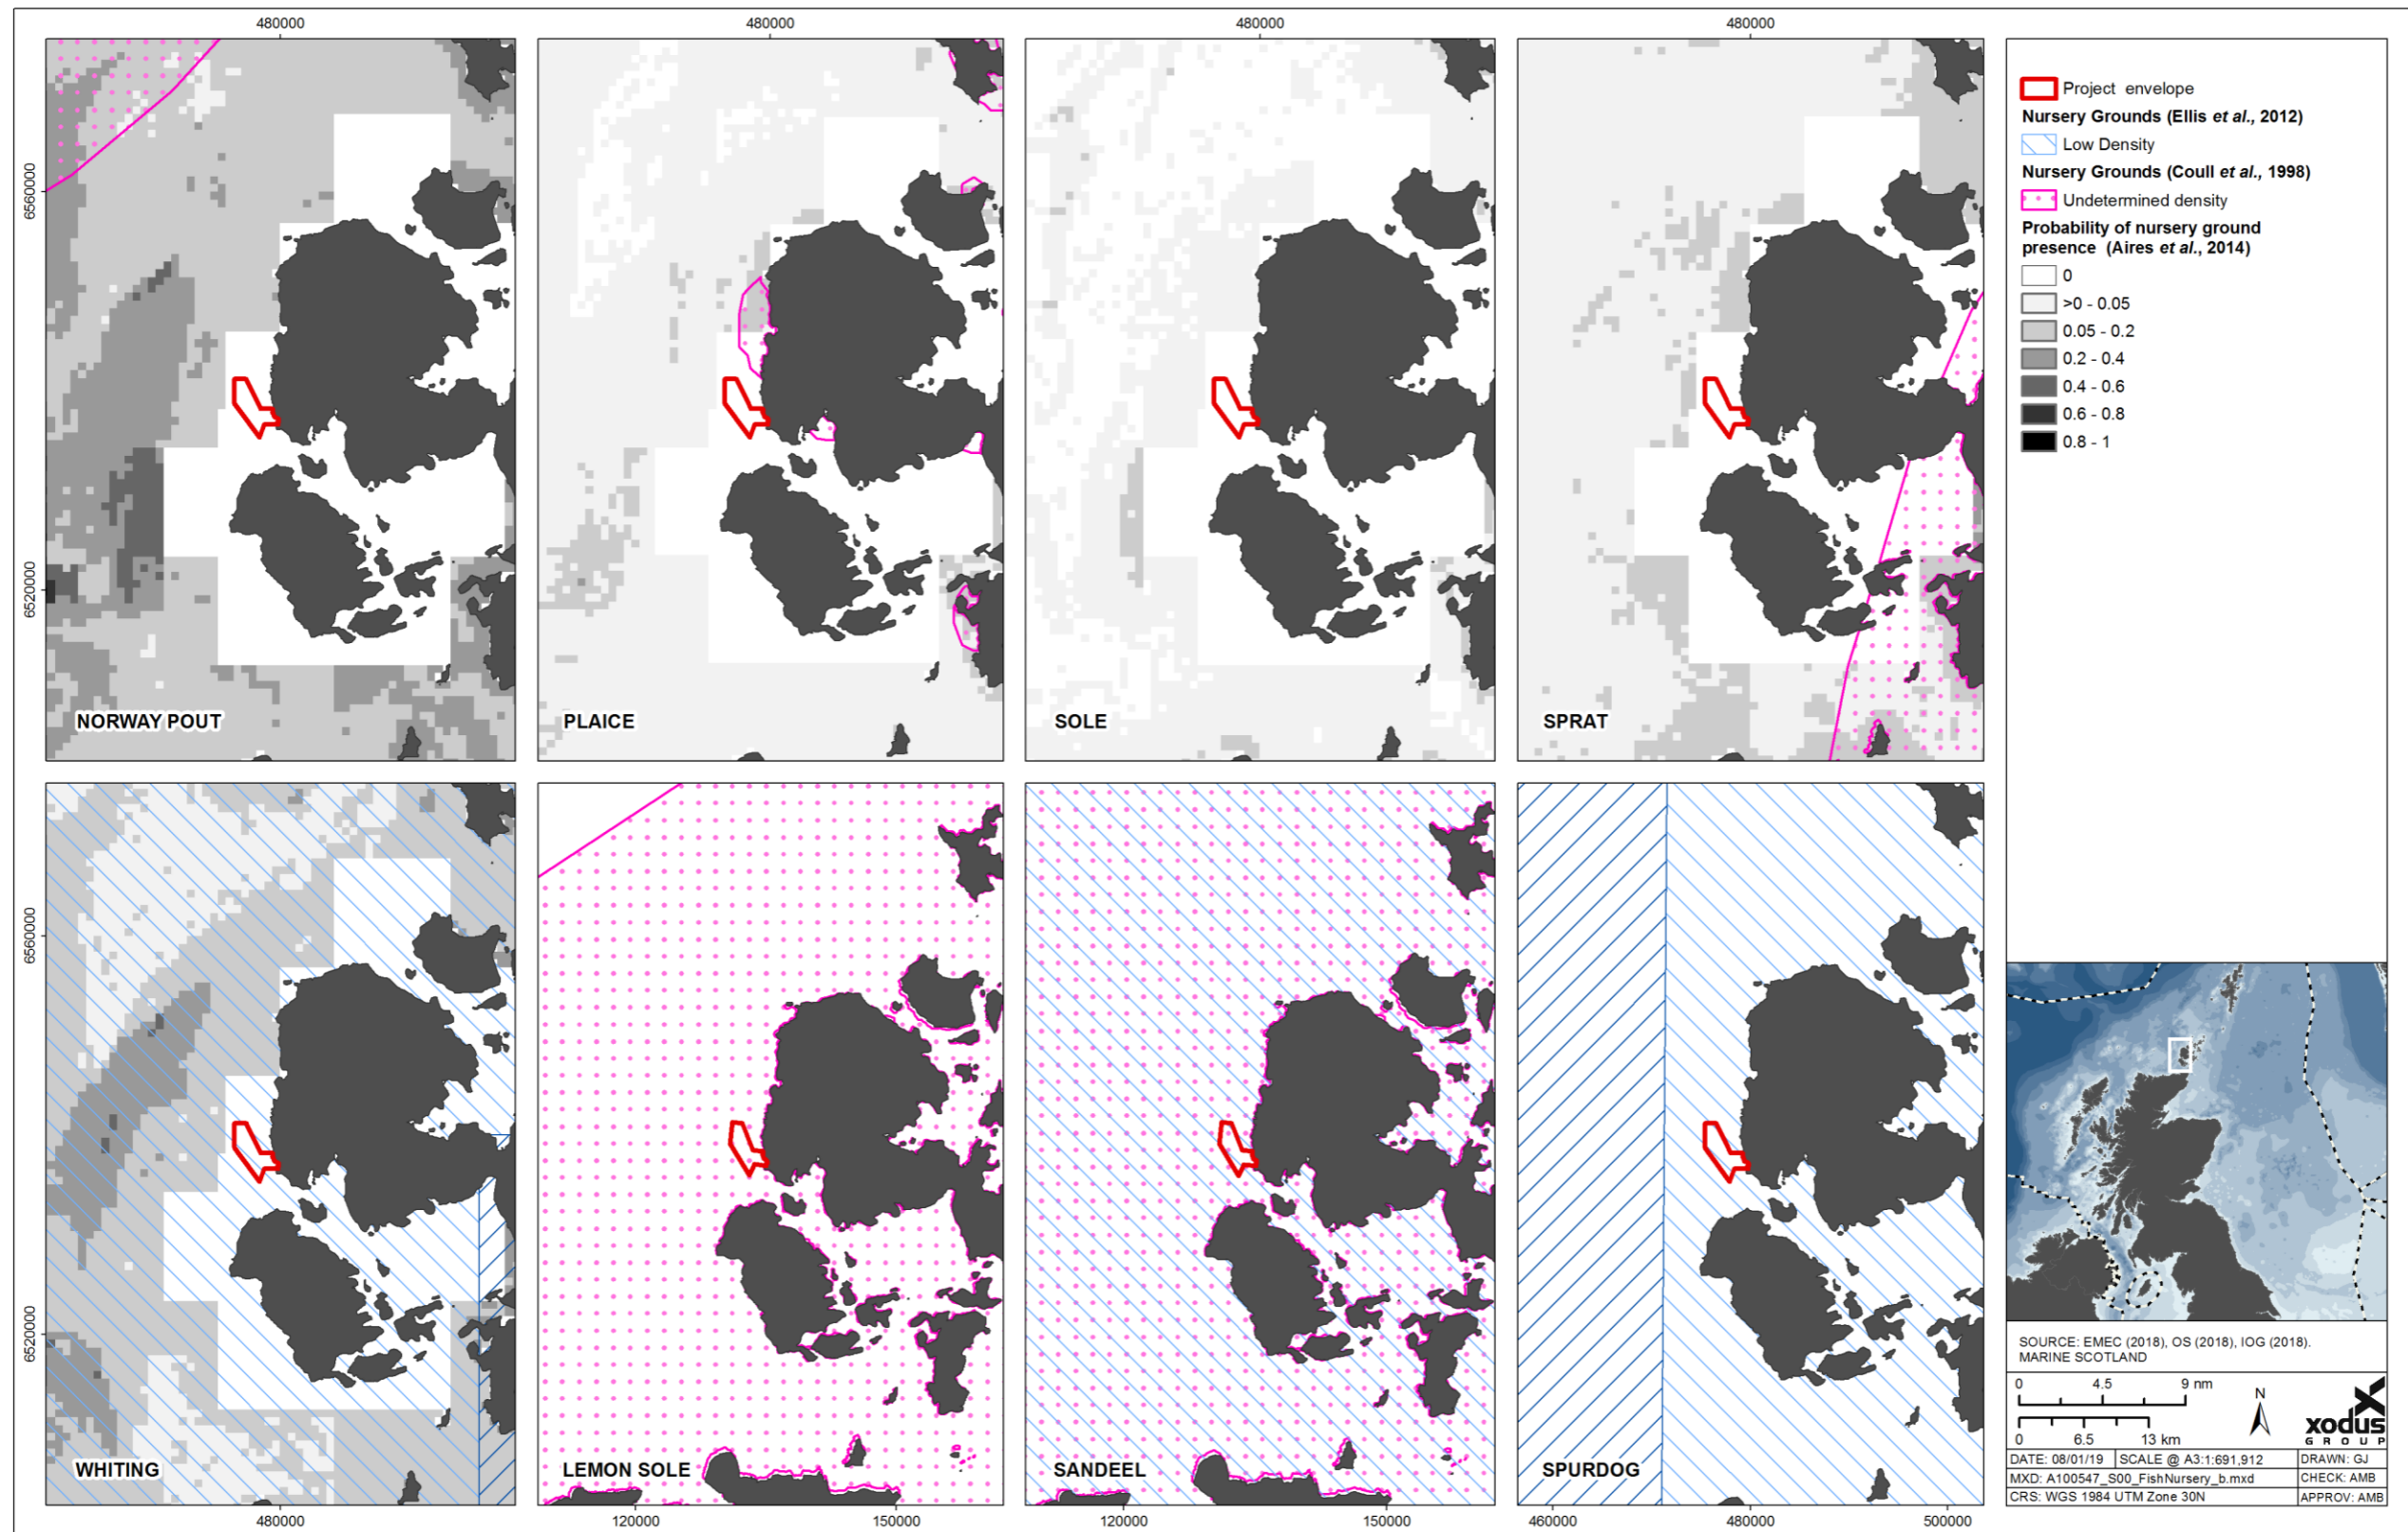 480000
480000
480000
480000
6560000
6520000
NORWAY POUT
PLAICE
SOLE
SPRAT
6560000
6520000
WHITING
LEMON SOLE
SANDEEL
SPURDOG
480000
120000
150000
120000
150000
460000
480000
500000
Project envelope
Nursery Grounds (Ellis et al., 2012)
Low Density
Nursery Grounds (Coull et al., 1998)
Undetermined density
Probability of nursery ground
presence (Aires et al., 2014)
0
>0 - 0.05
0.05 - 0.2
0.2 - 0.4
0.4 - 0.6
0.6 - 0.8
0.8 - 1
SOURCE: EMEC (2018), OS (2018), IOG (2018).
MARINE SCOTLAND
0 4.5 9 nm
0 6.5 13 km
N
xodus
GROUP
DATE: 08/01/19 SCALE @ A3:1:691,912 DRAWN: GJ
MXD: A100547_S00_FishNursery_b.mxd CHECK: AMB
CRS: WGS 1984 UTM Zone 30N APPROV: AMB